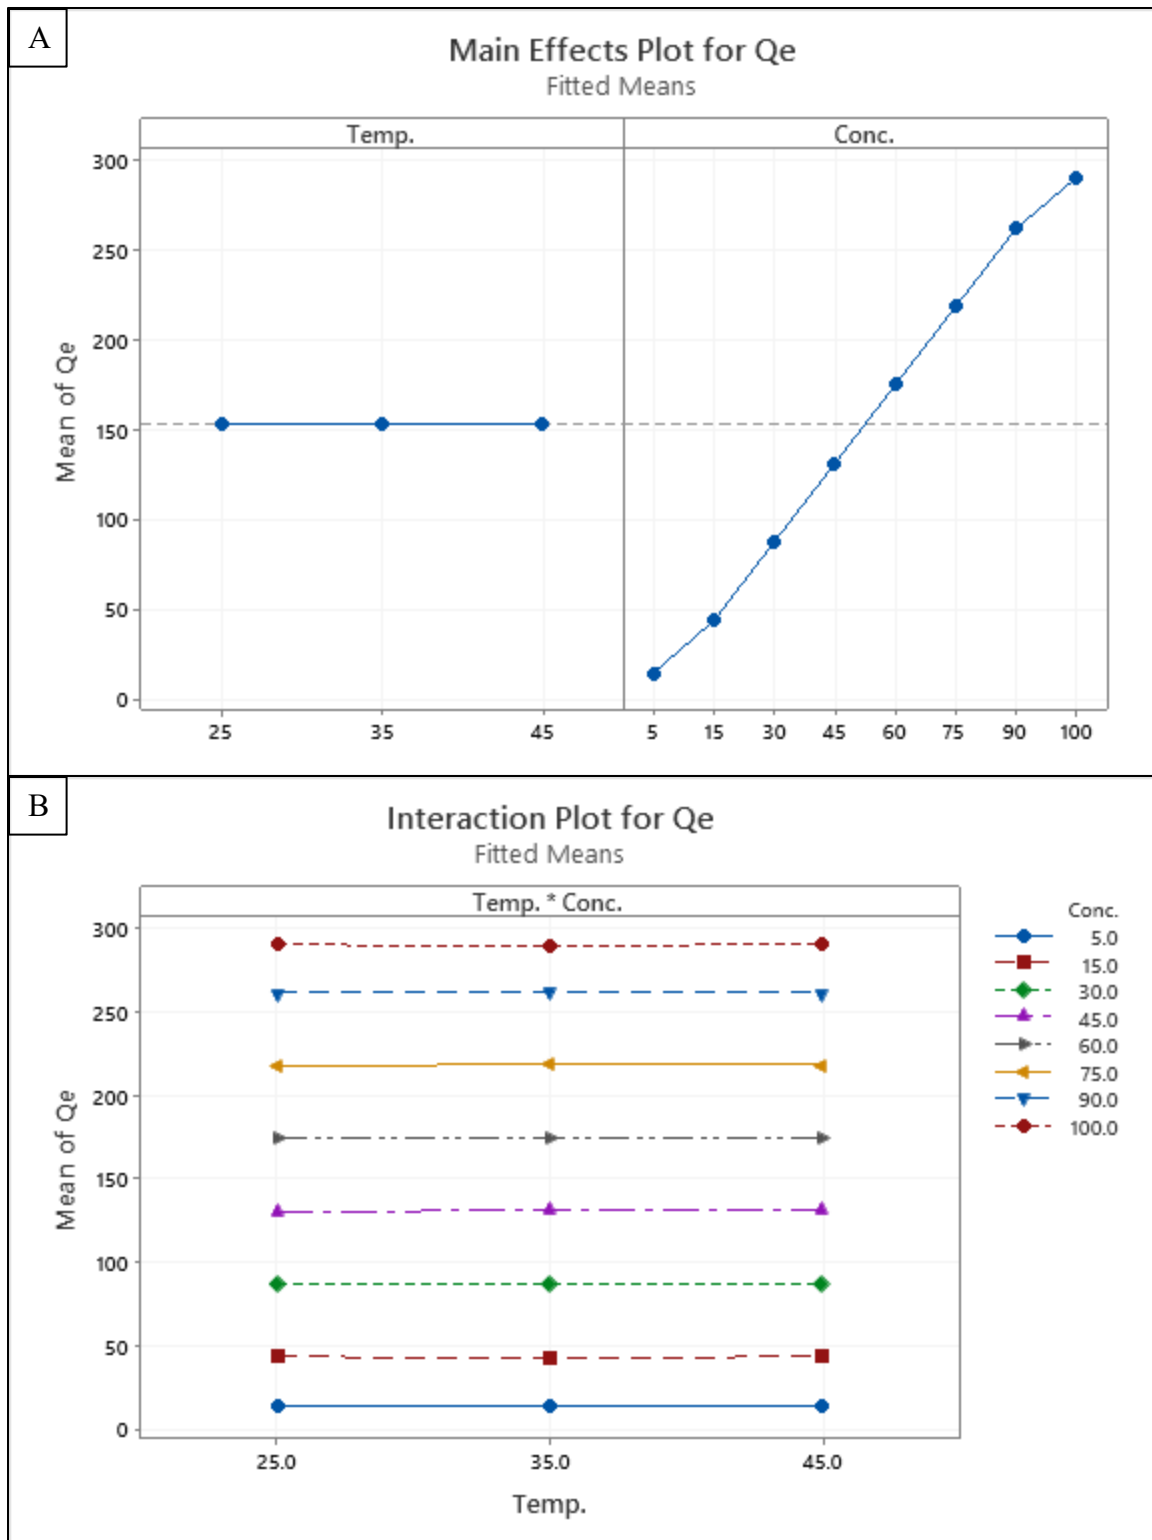 A
Main Effects Plot for Qe
Fitted Means
Temp. Conc.
Mean of Qe
300
250
200
150
100
50
0
25 35 45 5 15 30 45 60 75 90 100
B
Interaction Plot for Qe
Fitted Means
Temp. * Conc.
Mean of Qe
300
250
200
150
100
50
0
25.0 35.0 45.0
Temp.
Conc.
5.0
15.0
30.0
45.0
60.0
75.0
90.0
100.0